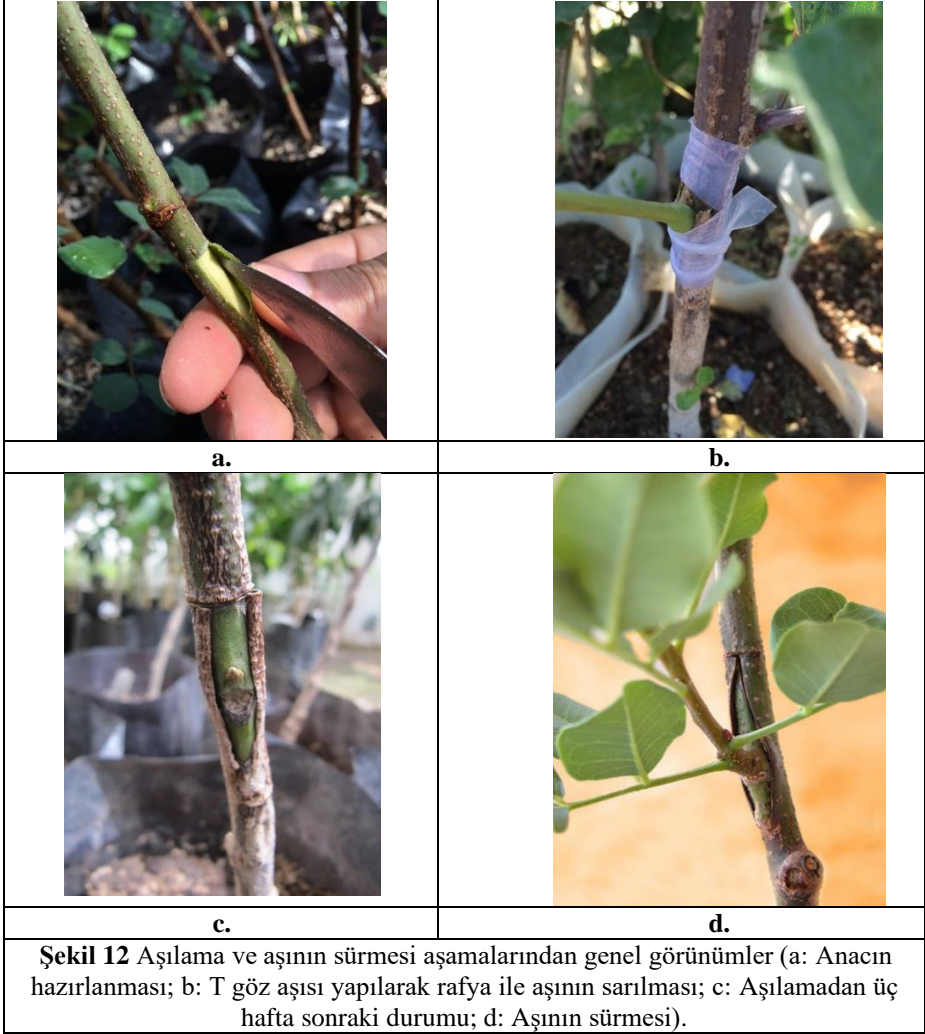 a.
b.
c.
d.
Şekil 12 Aşılama ve aşının sürmesi aşamalarından genel görünümler (a: Anacın
hazırlanması; b: T göz aşısı yapılarak rafya ile aşının sarılması; c: Aşılamadan üç
hafta sonraki durumu; d: Aşının sürmesi).